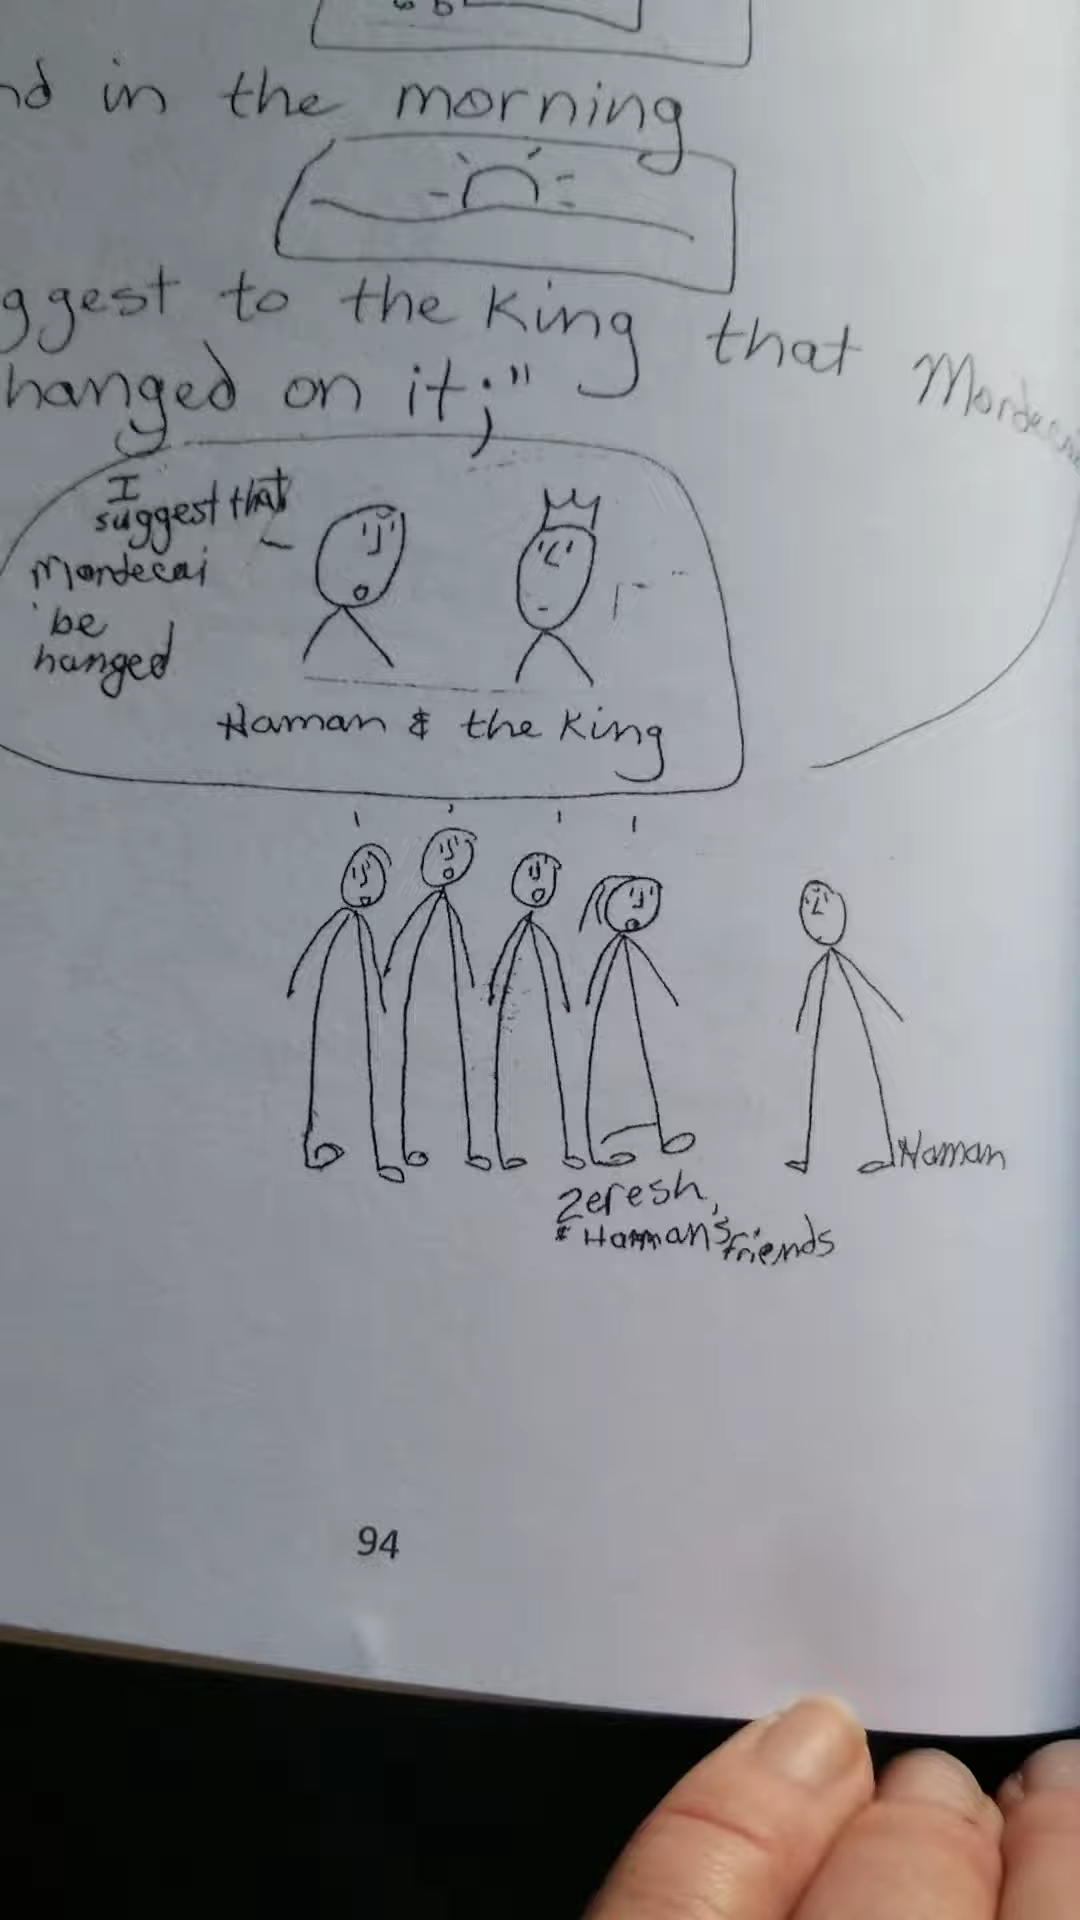 nd in the morning
ggest to the King that Mordecai
hanged on it;"
I
suggest that
Mordecai
be
hanged
Haman & the King
Haman
Zeresh,
& Haman's friends
94